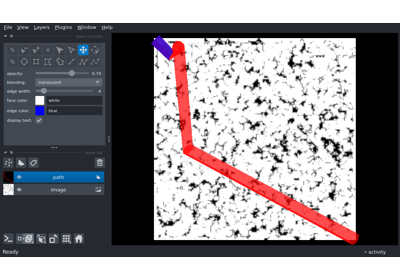 File View Layers Plugins Window Help
opacity: 0.70
blending: translucent
edge width:
face color: white
edge color: blue
display text:
path
Image
Ready activity